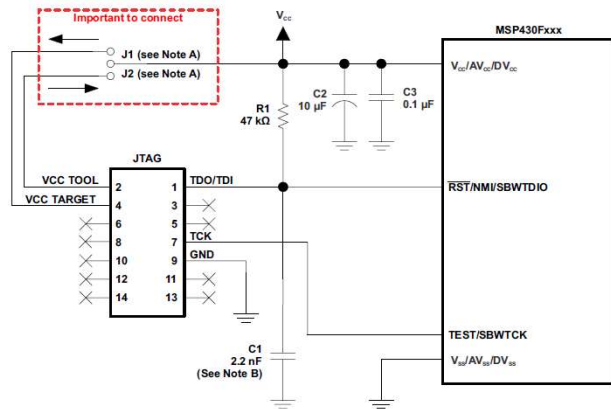 Important to connect
J1 (see Note A)
J2 (see Note A)
VCC
MSP430Fxxx
VCC/AVCC/DVCC
R1
47 kΩ
C2
10 µF
C3
0.1 µF
JTAG
VCC TOOL
VCC TARGET
2
4
6
8
10
12
14
1
3
5
7
9
11
13
TDO/TDI
TCK
GND
RST/NMI/SBWTDIO
TEST/SBWTCK
VSS/AVSS/DVSS
C1
2.2 nF
(See Note B)